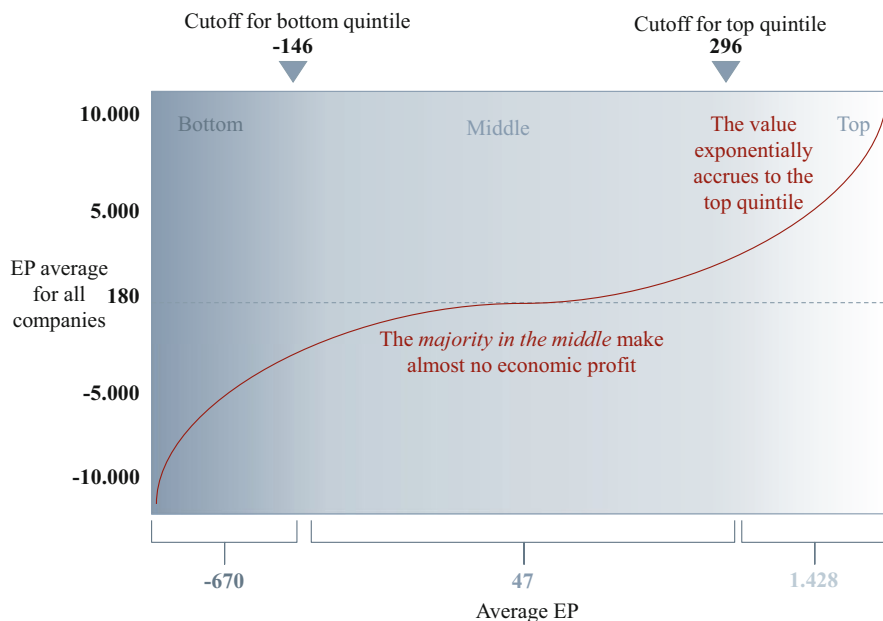 Cutoff for bottom quintile
-146
Cutoff for top quintile
296
10.000
5.000
EP average
for all
companies
180
-5.000
-10.000
Bottom
Middle
Top
The value
exponentially
accrues to the
top quintile
The majority in the middle make
almost no economic profit
-670
47
1.428
Average EP